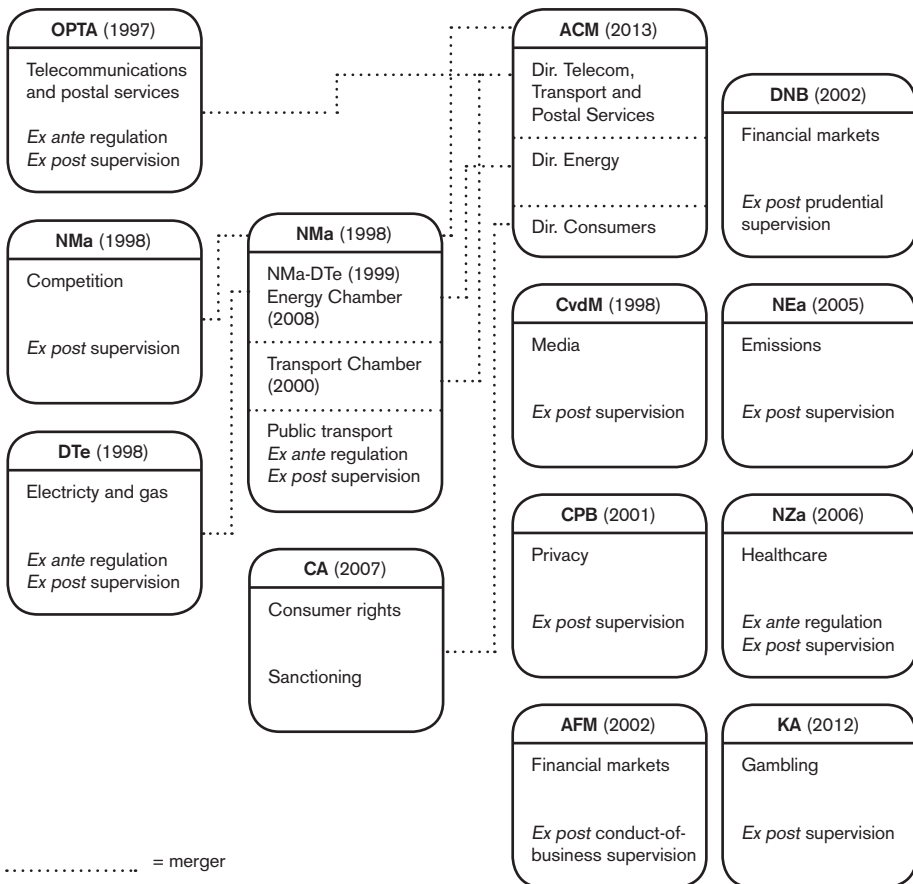 OPTA (1997)
Telecommunications
and postal services
Ex ante regulation
Ex post supervision
NMa (1998)
Competition
Ex post supervision
DTe (1998)
Electricty and gas
Ex ante regulation
Ex post supervision
NMa (1998)
NMa-DTe (1999)
Energy Chamber
(2008)
Transport Chamber
(2000)
Public transport
Ex ante regulation
Ex post supervision
CA (2007)
Consumer rights
Sanctioning
ACM (2013)
Dir. Telecom,
Transport and
Postal Services
Dir. Energy
Dir. Consumers
CvdM (1998)
Media
Ex post supervision
CPB (2001)
Privacy
Ex post supervision
AFM (2002)
Financial markets
Ex post conduct-of-
business supervision
DNB (2002)
Financial markets
Ex post prudential
supervision
NEa (2005)
Emissions
Ex post supervision
NZa (2006)
Healthcare
Ex ante regulation
Ex post supervision
KA (2012)
Gambling
Ex post supervision
= merger